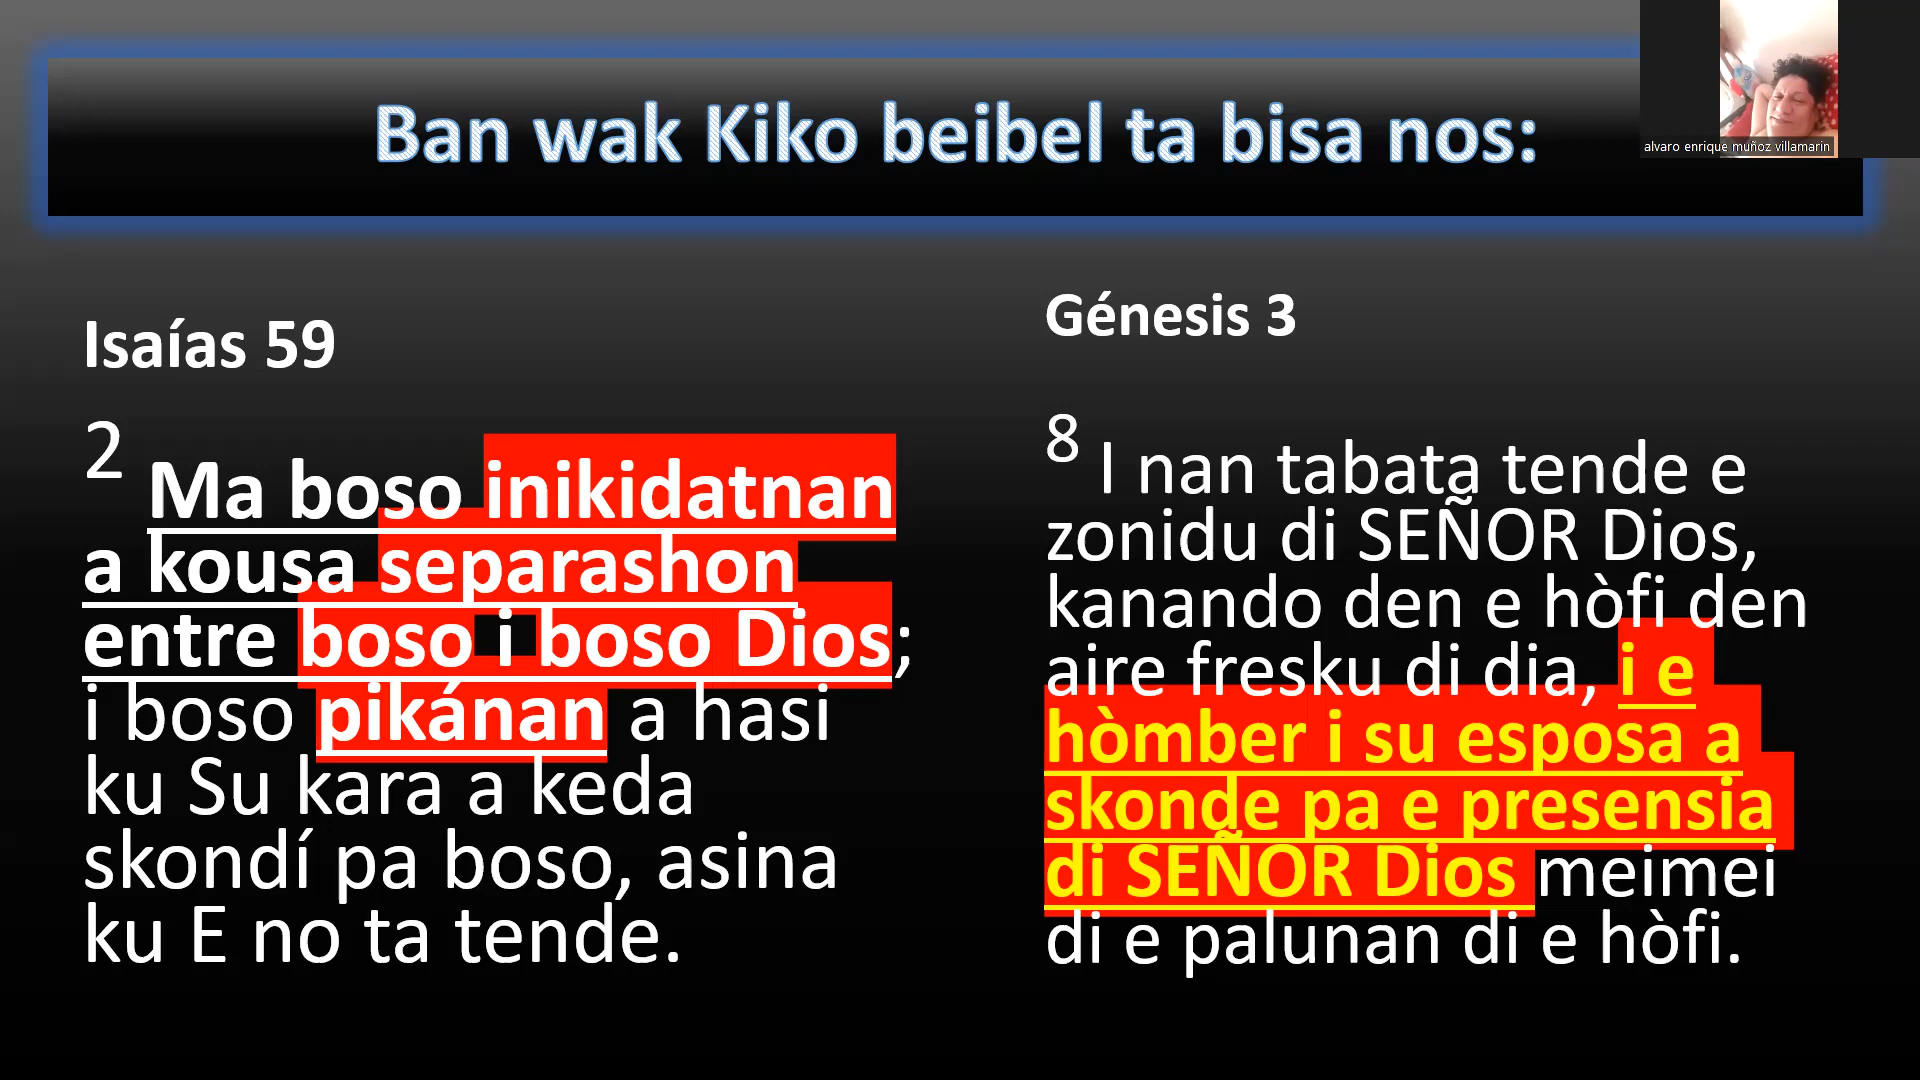 Ban wak Kiko beibel ta bisa nos:
alvaro enrique muñoz villamarin
Isaías 59
2 Ma boso inikidatnan
a kousa separashon
entre boso i boso Dios;
i boso pikánan a hasi
ku Su kara a keda
skondí pa boso, asina
ku E no ta tende.
Génesis 3
8 I nan tabata tende e
zonidu di SEÑOR Dios,
kanando den e hòfi den
aire fresku di dia, i e
hòmber i su esposa a
skonde pa e presensia
di SEÑOR Dios meimei
di e palunan di e hòfi.